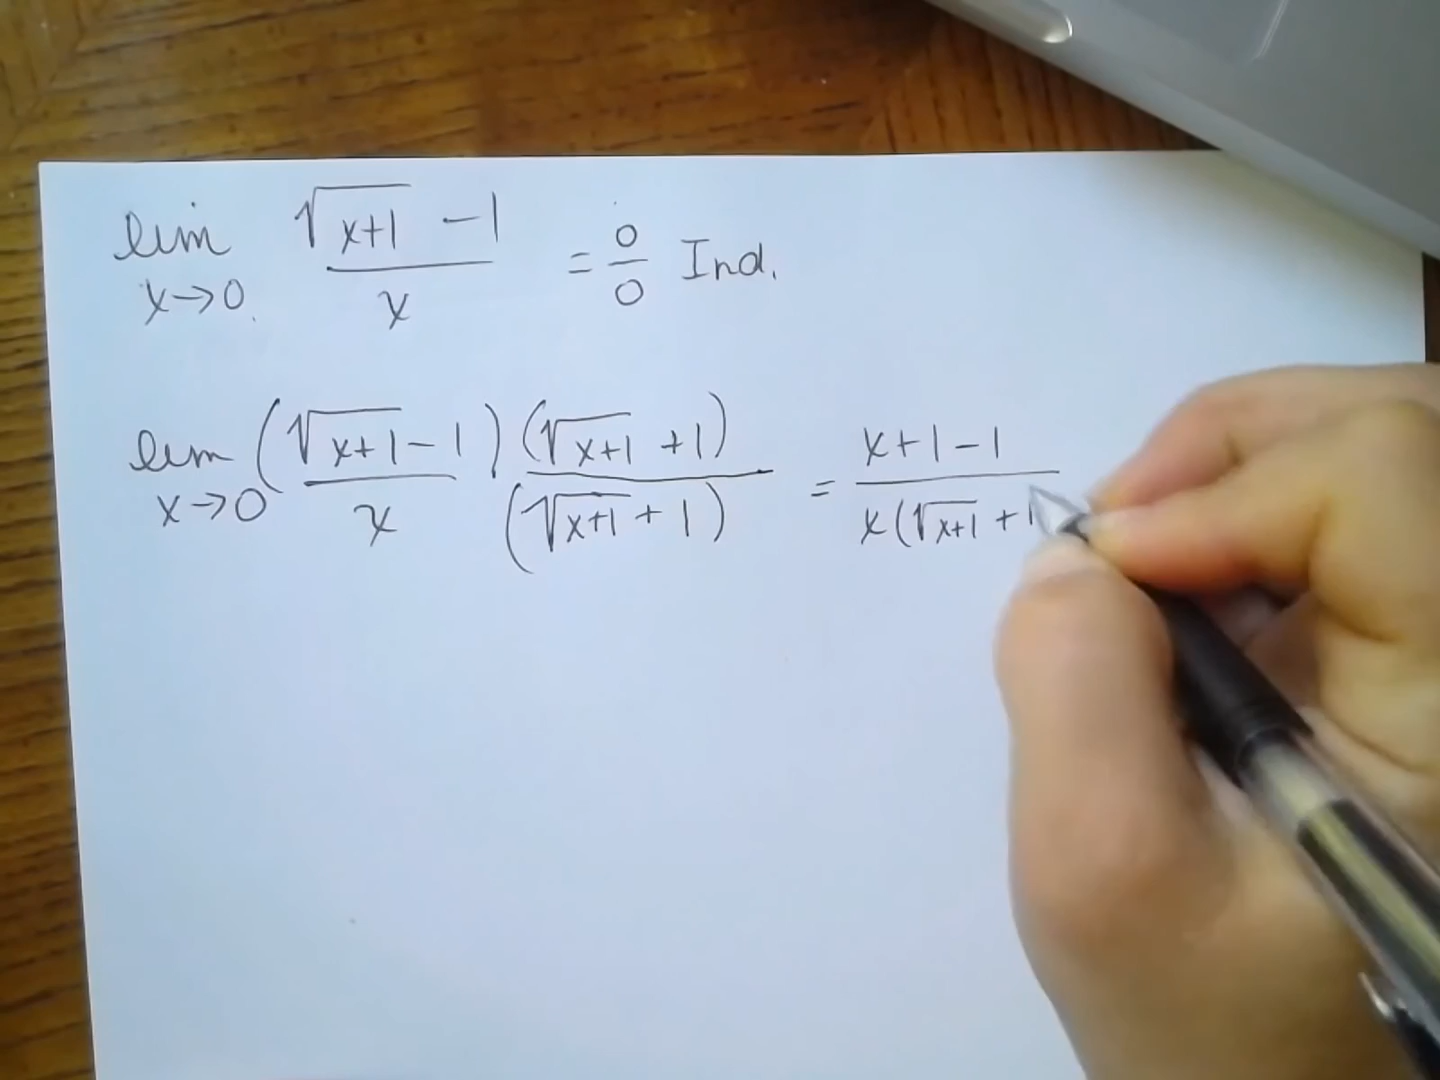 lim x→0 (√(x+1) −1)/x = 0/0 Ind.
lim x→0 ((√(x+1) −1)/x) (√(x+1) +1)/(√(x+1) +1) = (x+1−1)/(x(√(x+1) +1